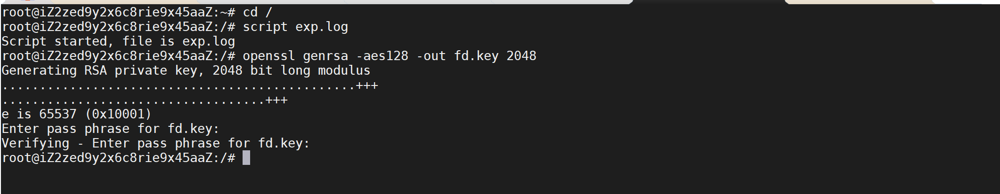 root@iZ2zed9y2x6c8rie9x45aaZ:~# cd /
root@iZ2zed9y2x6c8rie9x45aaZ:/# script exp.log
Script started, file is exp.log
root@iZ2zed9y2x6c8rie9x45aaZ:/# openssl genrsa -aes128 -out fd.key 2048
Generating RSA private key, 2048 bit long modulus
...............................................+++
...................................+++
e is 65537 (0x10001)
Enter pass phrase for fd.key:
Verifying - Enter pass phrase for fd.key:
root@iZ2zed9y2x6c8rie9x45aaZ:/#